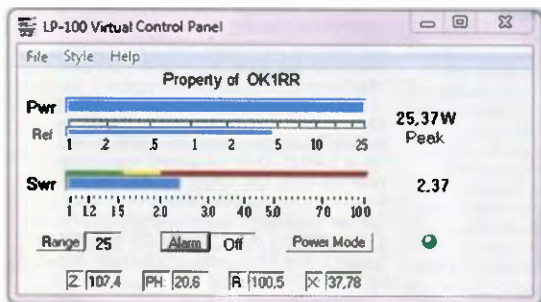 LP-100 Virtual Control Panel
File Style Help
Property of OK1RR
Pwr
25,37W
Ref
Peak
.1 .2 .5 1 2 5 10 25
Swr
2.37
1 1.2 1.5 2.0 3.0 4.0 5.0 7.0 10.0
Range 25 Alarm Off Power Mode
Z: 107,4 PH: 20,6 R: 100,5 X: 37,78